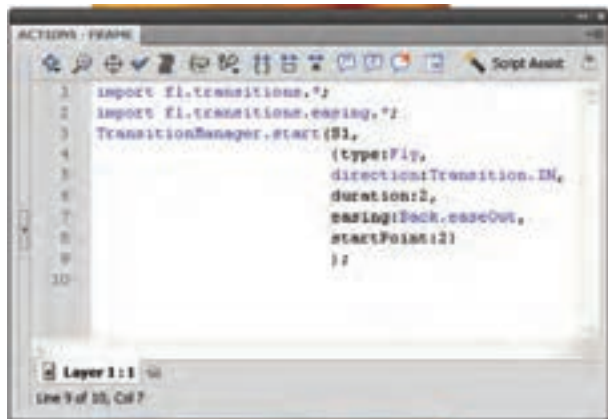 ACTIONS - FRAME
Script Assist
1 import fl.transitions.*;
2 import fl.transitions.easing.*;
3 TransitionManager.start(S1,
4 {type:Fly,
5 direction:Transition.IN,
6 duration:2,
7 easing:Back.easeOut,
8 startPoint:2}
9 );
10
Layer 1 : 1
Line 9 of 10, Col 7